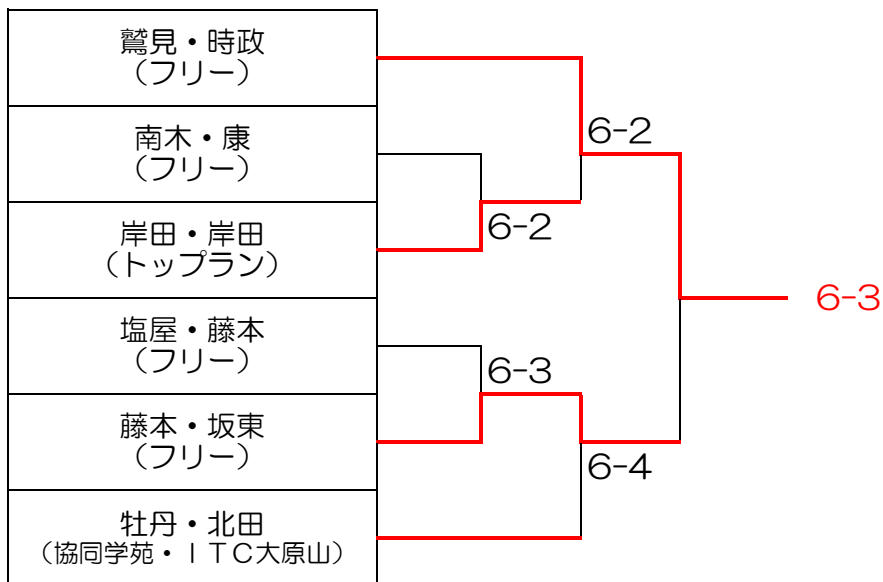 鷲見・時政
（フリー）
6-2
南木・康
（フリー）
6-2
岸田・岸田
（トップラン）
6-3
塩屋・藤本
（フリー）
6-3
藤本・坂東
（フリー）
6-4
牡丹・北田
（協同学苑・ＩＴＣ大原山）